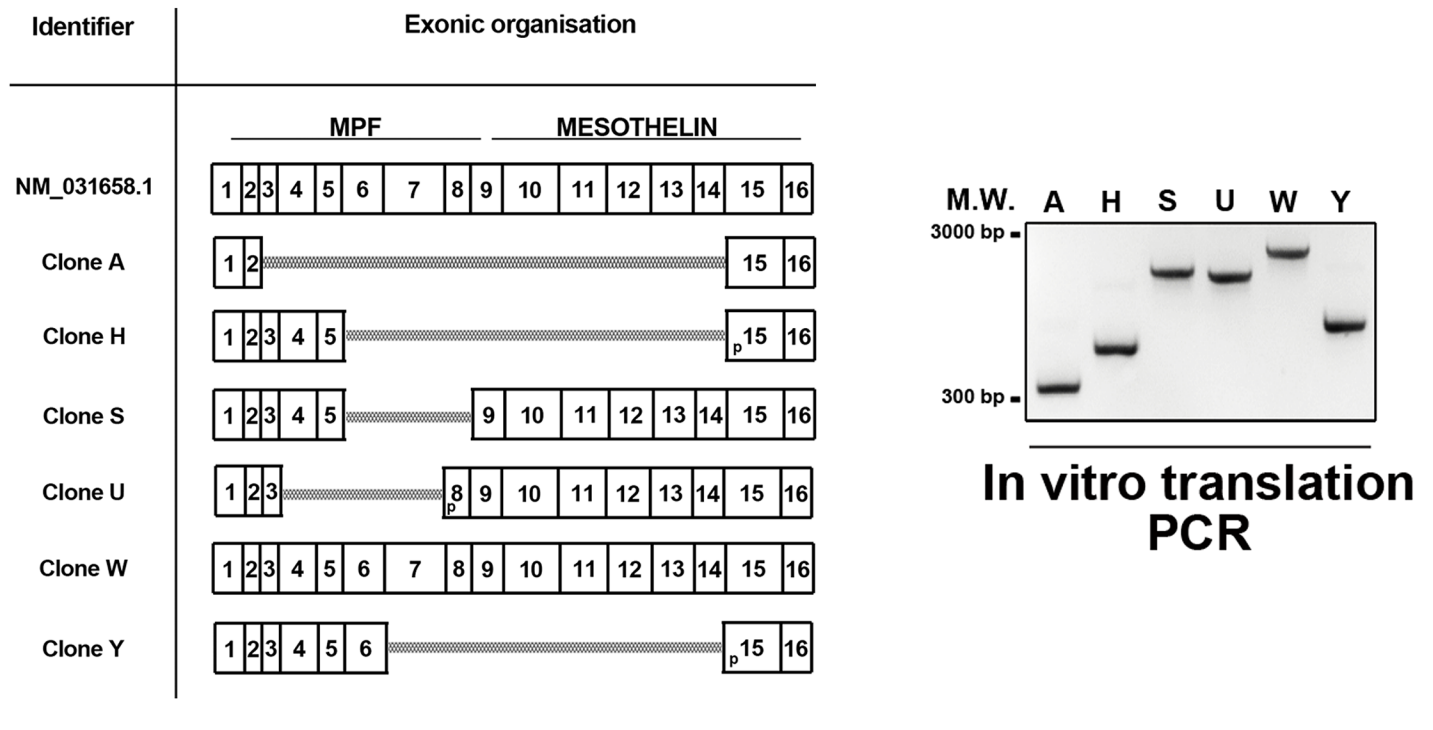 Identifier Exonic organisation
MPF MESOTHELIN
NM_031658.1 1 2 3 4 5 6 7 8 9 10 11 12 13 14 15 16
Clone A 1 2 15 16
Clone H 1 2 3 4 5 p15 16
Clone S 1 2 3 4 5 9 10 11 12 13 14 15 16
Clone U 1 2 3 8 p 9 10 11 12 13 14 15 16
Clone W 1 2 3 4 5 6 7 8 9 10 11 12 13 14 15 16
Clone Y 1 2 3 4 5 6 p15 16
M.W. A H S U W Y
3000 bp
300 bp
In vitro translation
PCR